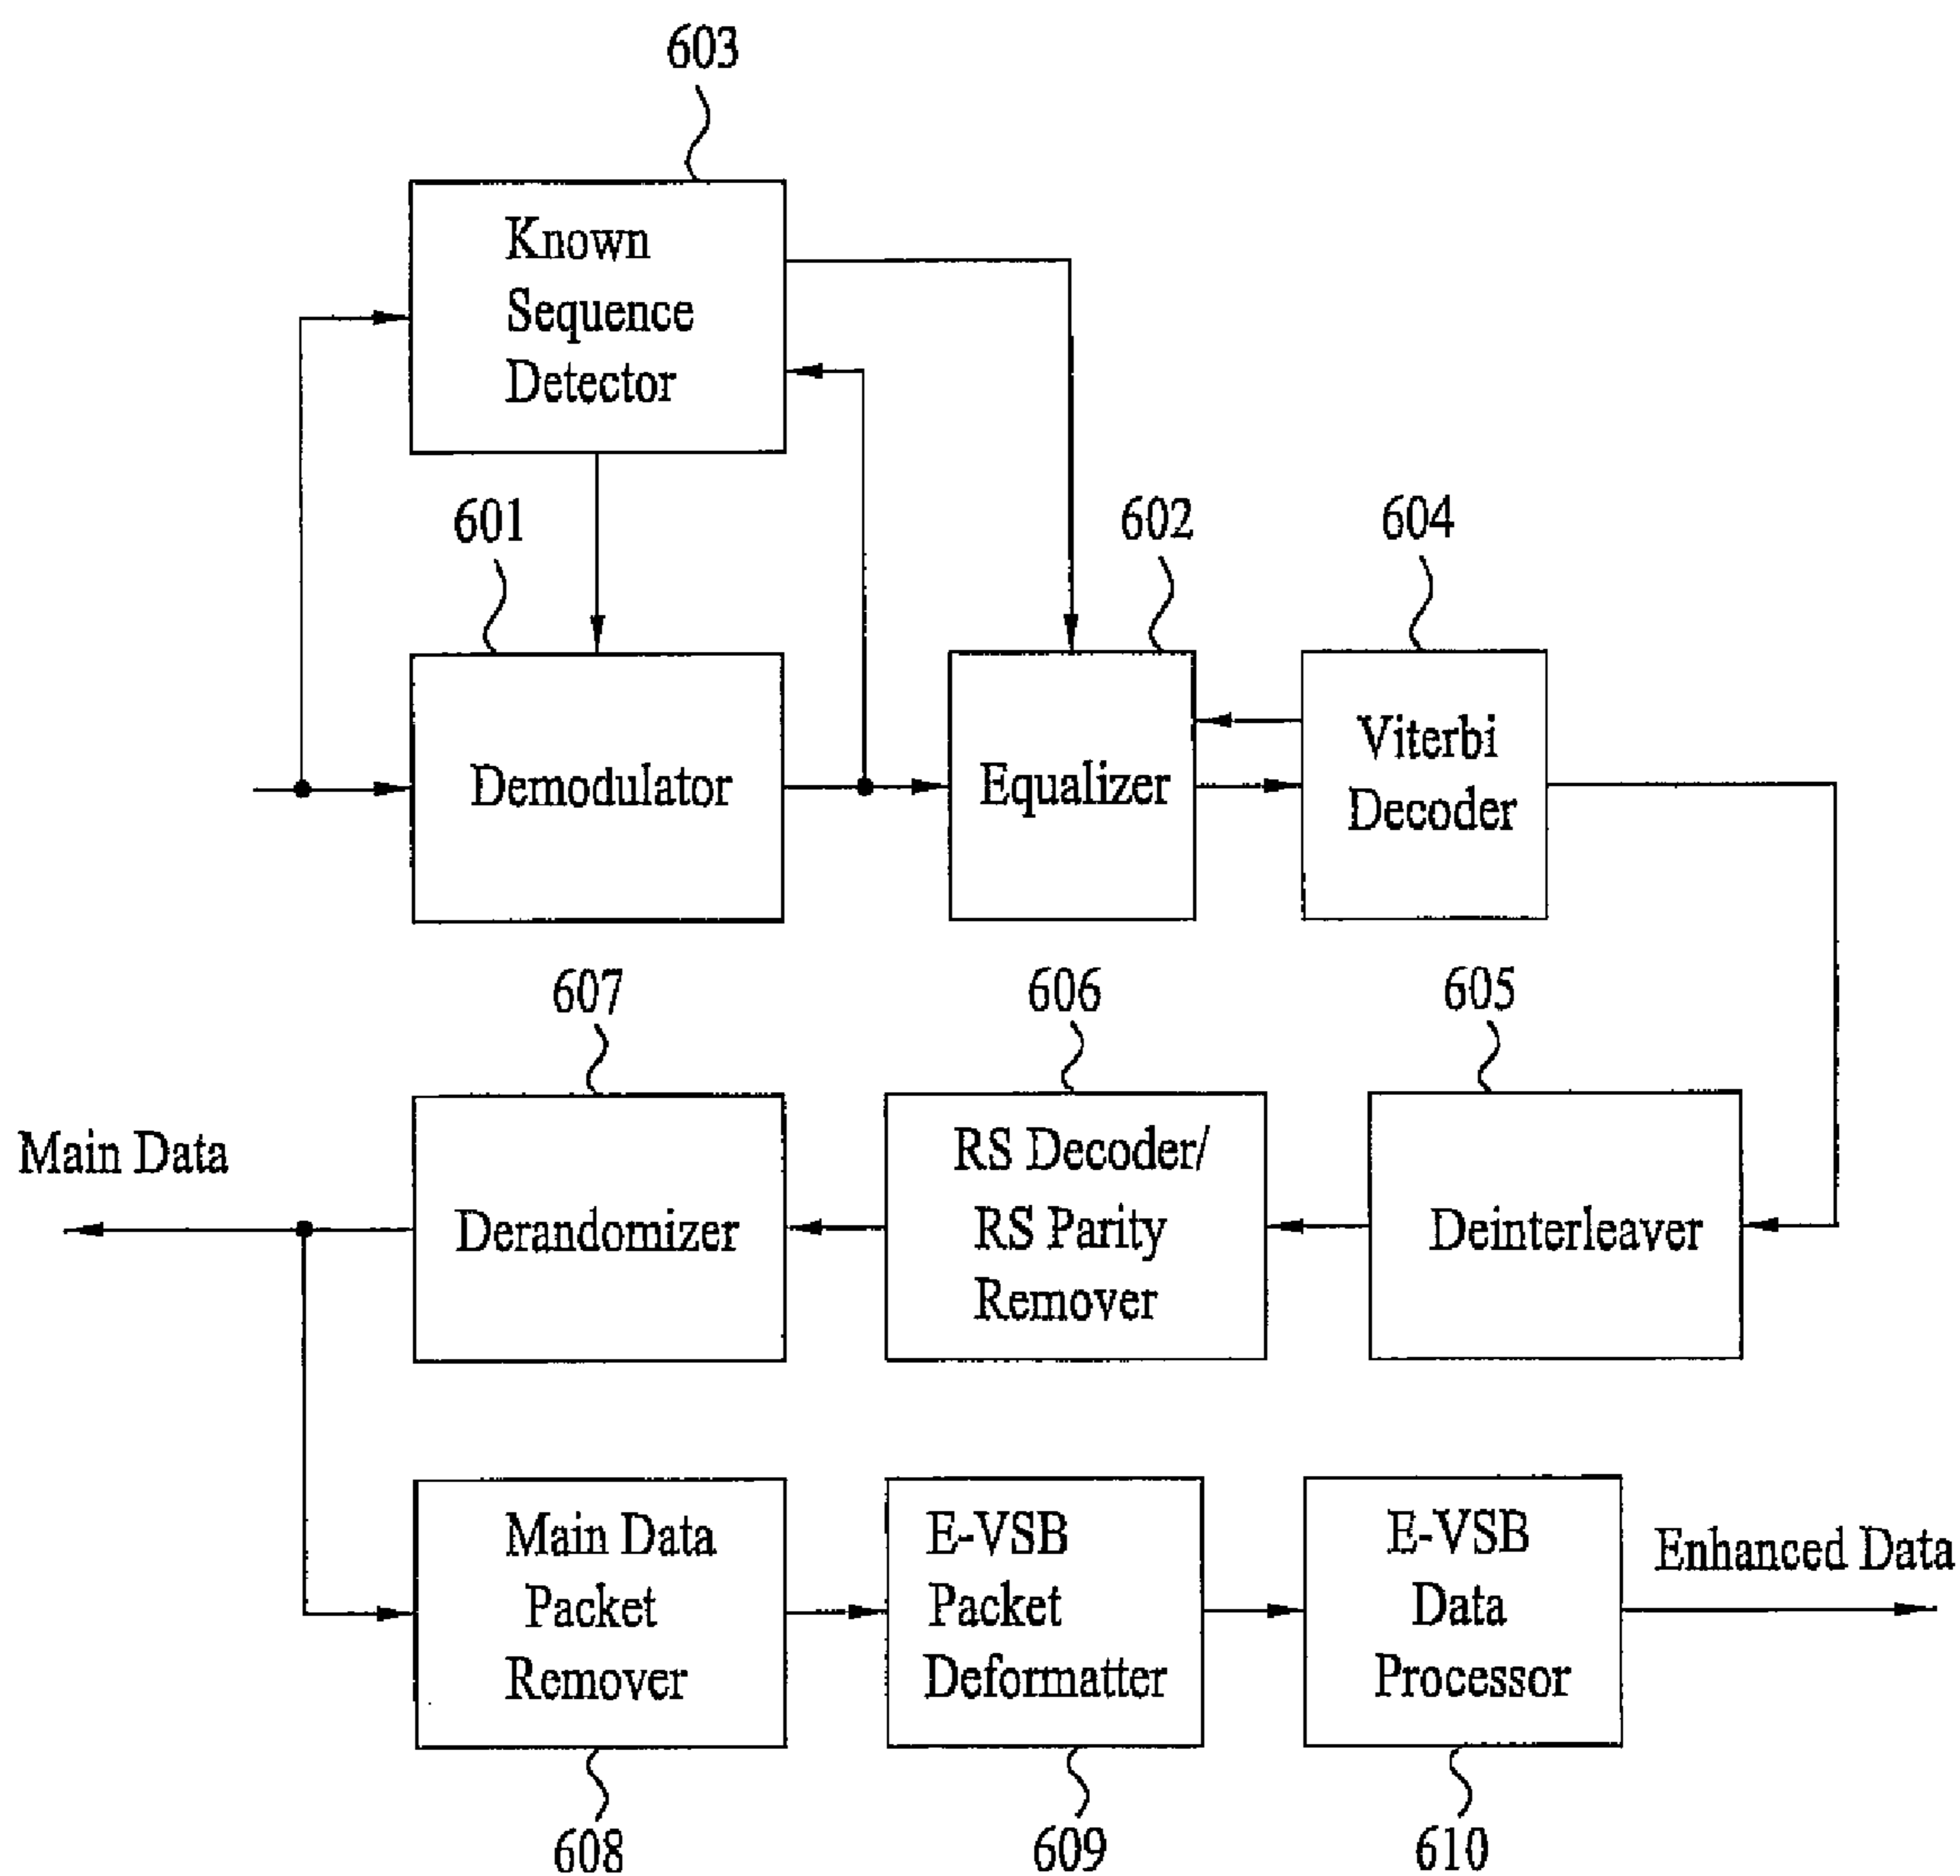 603
Known
Sequence
Detector
601
602
604
Demodulator
Equalizer
Viterbi
Decoder
607
606
605
Main Data
Derandomizer
RS Decoder/
RS Parity
Remover
Deinterleaver
Main Data
Packet
Remover
E-VSB
Packet
Deformatter
E-VSB
Data
Processor
Enhanced Data
608
609
610